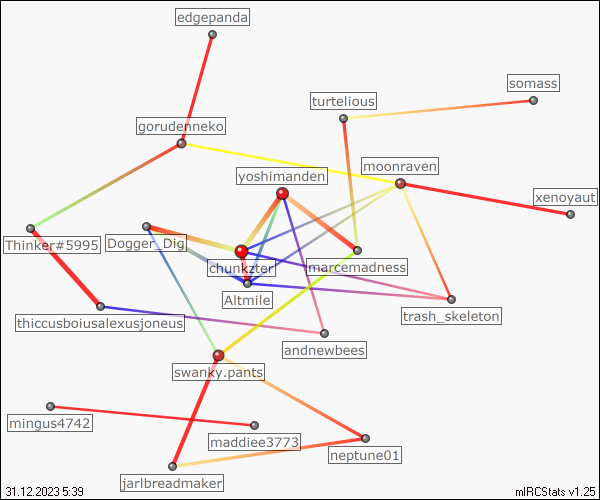 edgepanda
somass
turtelious
gorudenneko
moonraven
yoshimanden
xenoyaut
Thinker#5995
Dogger_Dig
chunkzter
marcemadness
Altmile
trash_skeleton
thiccusboiusalexusjoneus
andnewbees
swanky.pants
mingus4742
maddiee3773
neptune01
jarlbreadmaker
31.12.2023 5:39
mIRCStats v1.25